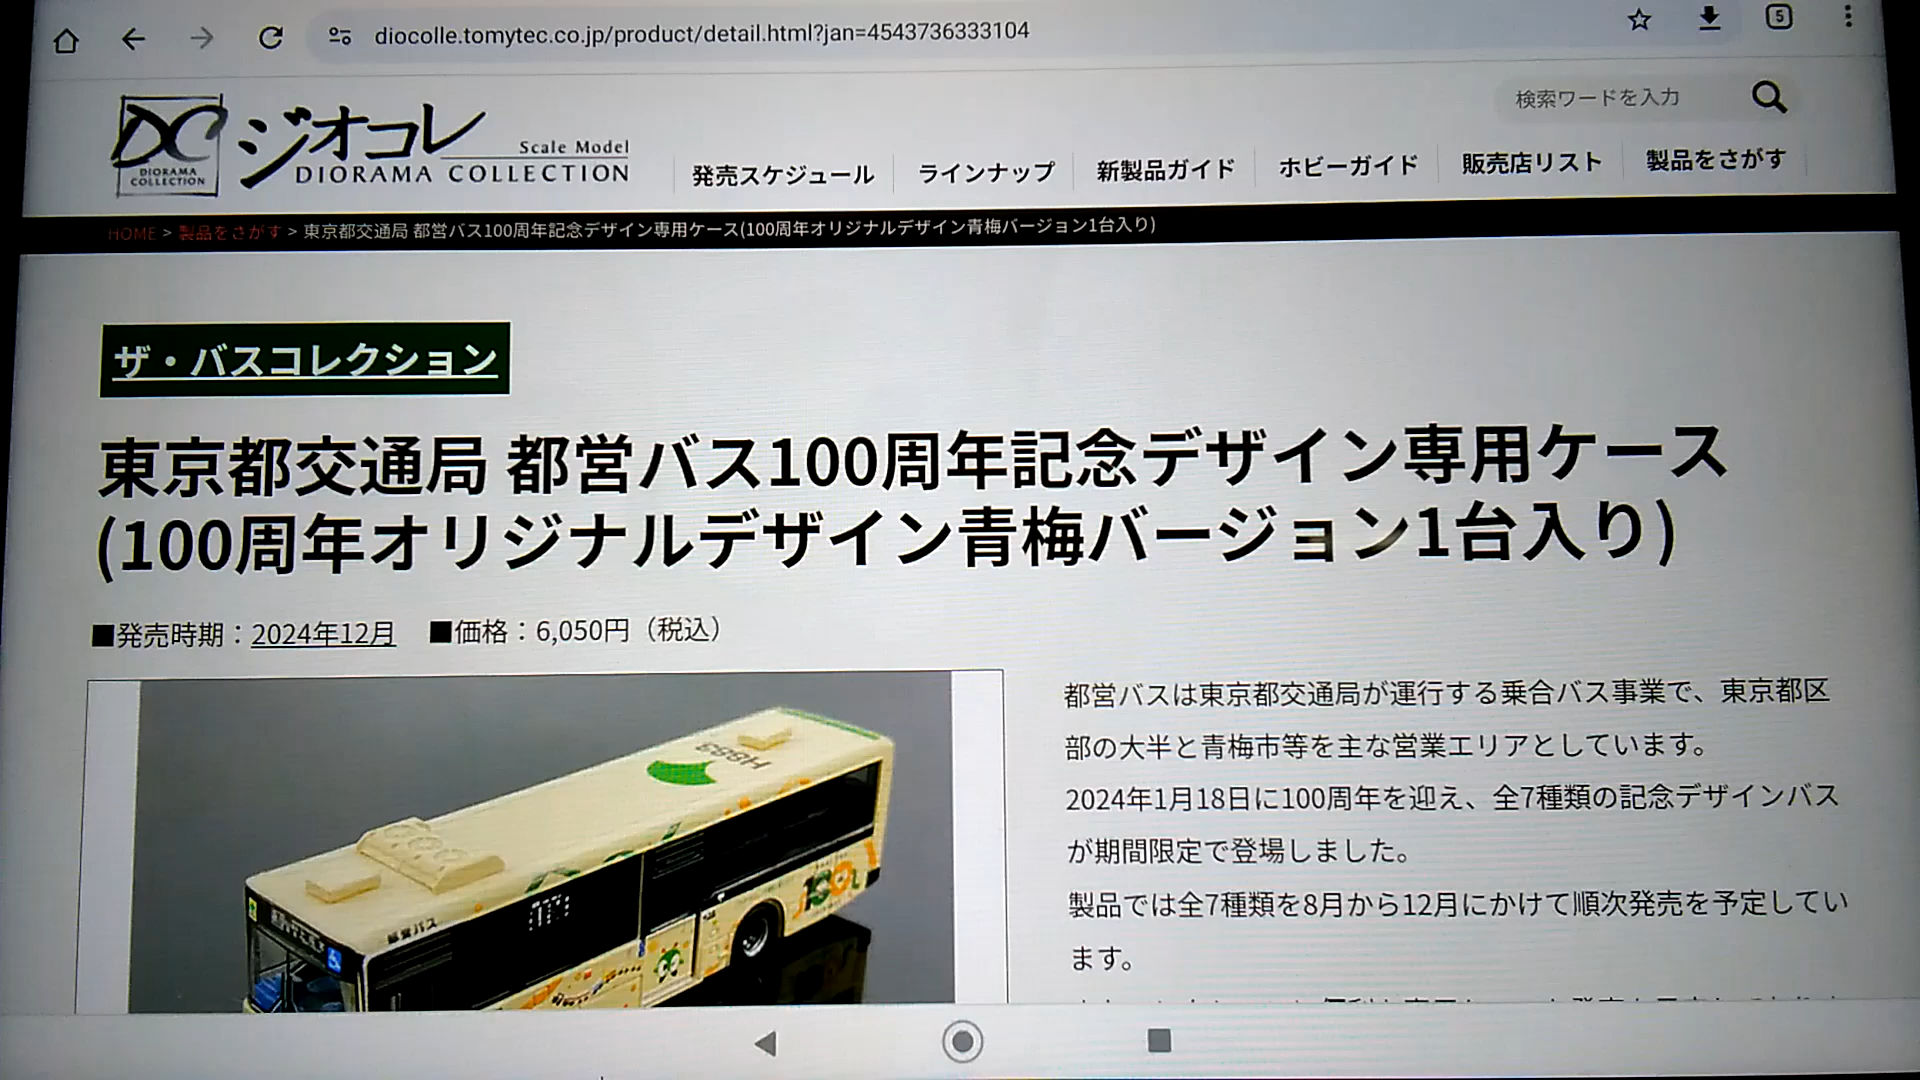 diocolle.tomytec.co.jp/product/detail.html?jan=4543736333104
5
DC
DIORAMA
COLLECTION
ジオコレ
Scale Model
DIORAMA COLLECTION
検索ワードを入力
発売スケジュール
ラインナップ
新製品ガイド
ホビーガイド
販売店リスト
製品をさがす
HOME > 製品をさがす > 東京都交通局 都営バス100周年記念デザイン専用ケース(100周年オリジナルデザイン青梅バージョン1台入り)
ザ・バスコレクション
東京都交通局 都営バス100周年記念デザイン専用ケース
(100周年オリジナルデザイン青梅バージョン1台入り)
■発売時期：2024年12月 ■価格：6,050円（税込）
都営バスは東京都交通局が運行する乗合バス事業で、東京都区
部の大半と青梅市等を主な営業エリアとしています。
2024年1月18日に100周年を迎え、全7種類の記念デザインバス
が期間限定で登場しました。
製品では全7種類を8月から12月にかけて順次発売を予定してい
ます。
H883
都営バス
100